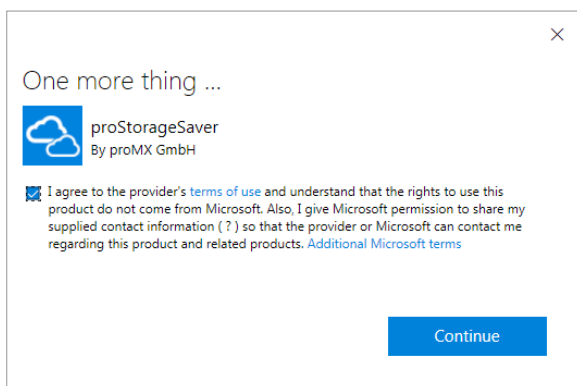 One more thing ...
proStorageSaver
By proMX GmbH
I agree to the provider's terms of use and understand that the rights to use this
product do not come from Microsoft. Also, I give Microsoft permission to share my
supplied contact information ( ? ) so that the provider or Microsoft can contact me
regarding this product and related products. Additional Microsoft terms
Continue